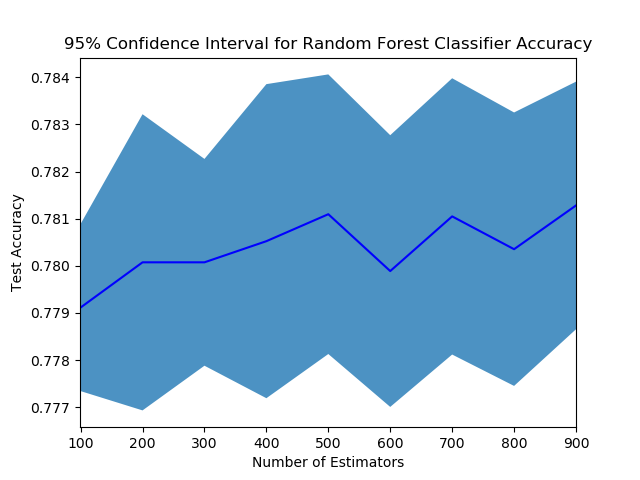 95% Confidence Interval for Random Forest Classifier Accuracy
0.784
0.783
0.782
0.781
0.780
0.779
0.778
0.777
Test Accuracy
100 200 300 400 500 600 700 800 900
Number of Estimators